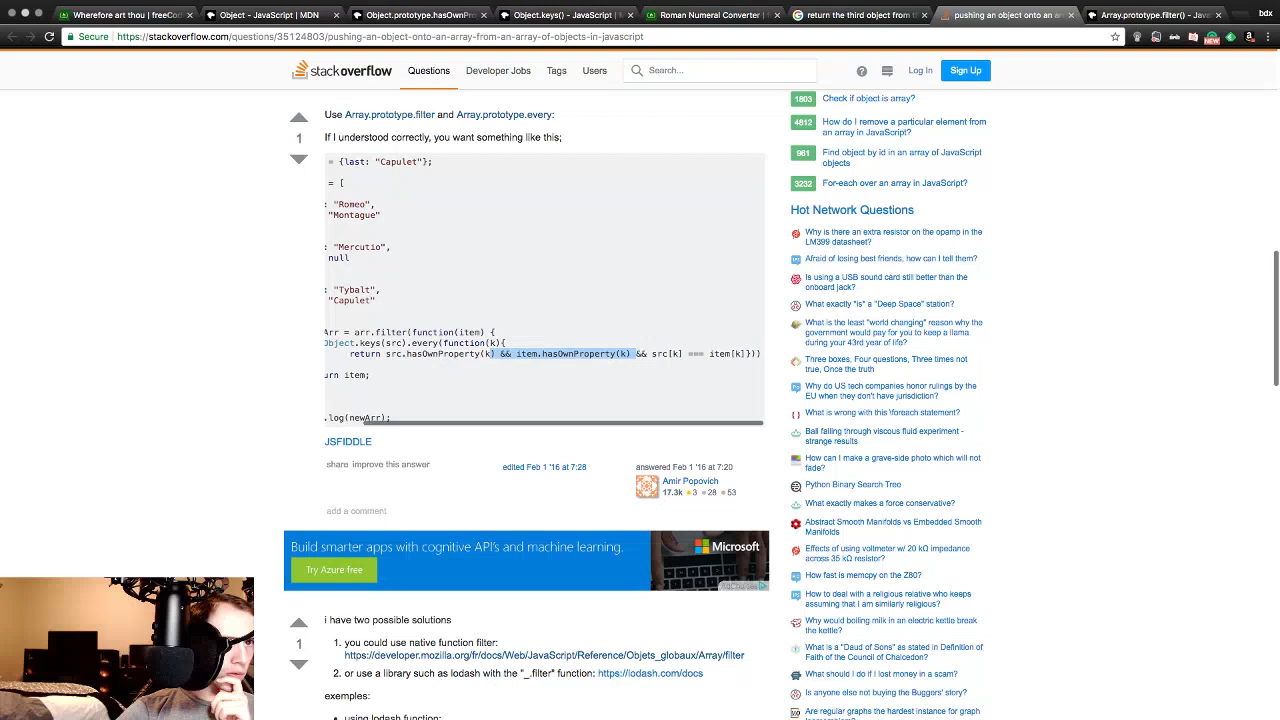 Wherefore art thou | freeCod
Object - JavaScript | MDN
Object.prototype.hasOwnPro
Object.keys() - JavaScript |
Roman Numeral Converter |
return the third object from t
pushing an object onto an ar
Array.prototype.filter() - Java
bdx
Secure
https://stackoverflow.com/questions/35124803/pushing-an-object-onto-an-array-from-an-array-of-objects-in-javascript
NEW
stackoverflow
Questions
Developer Jobs
Tags
Users
Search...
Log In
Sign Up
1
Use Array.prototype.filter and Array.prototype.every:
If I understood correctly, you want something like this;
= {last: "Capulet"};
= [
: "Romeo",
"Montague"
: "Mercutio",
null
: "Tybalt",
"Capulet"
Arr = arr.filter(function(item) {
Object.keys(src).every(function(k){
return src.hasOwnProperty(k) && item.hasOwnProperty(k) && src[k] === item[k]}))
urn item;
.log(newArr);
JSFIDDLE
share improve this answer
edited Feb 1 '16 at 7:28
answered Feb 1 '16 at 7:20
Amir Popovich
17.3k 3 28 53
add a comment
Build smarter apps with cognitive API's and machine learning.
Try Azure free
Microsoft
AdChoices
1
i have two possible solutions
1. you could use native function filter:
https://developer.mozilla.org/fr/docs/Web/JavaScript/Reference/Objets_globaux/Array/filter
2. or use a library such as lodash with the "_.filter" function: https://lodash.com/docs
examples:
using lodash function:
1803 Check if object is array?
4812 How do I remove a particular element from
an array in JavaScript?
961 Find object by id in an array of JavaScript
objects
3232 For-each over an array in JavaScript?
Hot Network Questions
Why is there an extra resistor on the opamp in the
LM399 datasheet?
Afraid of losing best friends, how can I tell them?
Is using a USB sound card still better than the
onboard jack?
What exactly "is" a "Deep Space" station?
What is the least "world changing" reason why the
government would pay for you to keep a llama
during your 43rd year of life?
Three boxes, Four questions, Three times not
true, Once the truth
Why do US tech companies honor rulings by the
EU when they don't have jurisdiction?
What is wrong with this \foreach statement?
Ball falling through viscous fluid experiment -
strange results
How can I make a grave-side photo which will not
fade?
Python Binary Search Tree
What exactly makes a force conservative?
Abstract Smooth Manifolds vs Embedded Smooth
Manifolds
Effects of using voltmeter w/ 20 kΩ impedance
across 35 kΩ resistor?
How fast is memcpy on the Z80?
How to deal with a religious relative who keeps
assuming that I am similarly religious?
Why would boiling milk in an electric kettle break
the kettle?
What is a "Daud of Sons" as stated in Definition of
Faith of the Council of Chalcedon?
What should I do if I lost money in a scam?
Is anyone else not buying the Buggers' story?
Are regular graphs the hardest instance for graph